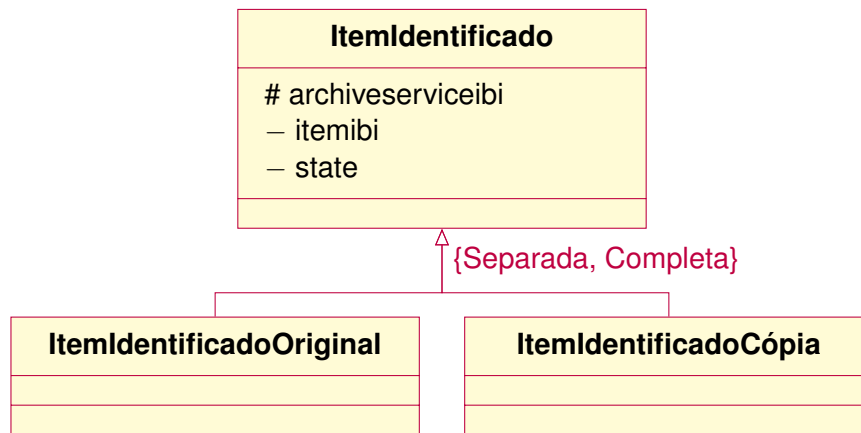 ItemIdentificado
# archiveserviceibi
− itemibi
− state
{Separada, Completa}
ItemIdentificadoOriginal
ItemIdentificadoCópia